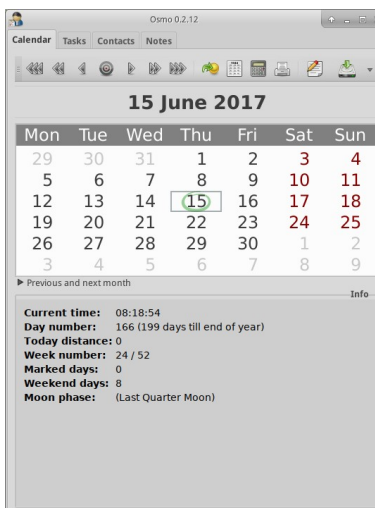 Osmo 0.2.12
Calendar Tasks Contacts Notes
15 June 2017
Mon Tue Wed Thu Fri Sat Sun
29 30 31 1 2 3 4
5 6 7 8 9 10 11
12 13 14 15 16 17 18
19 20 21 22 23 24 25
26 27 28 29 30 1 2
3 4 5 6 7 8 9
Previous and next month
Info
Current time: 08:18:54
Day number: 166 (199 days till end of year)
Today distance: 0
Week number: 24 / 52
Marked days: 0
Weekend days: 8
Moon phase: (Last Quarter Moon)